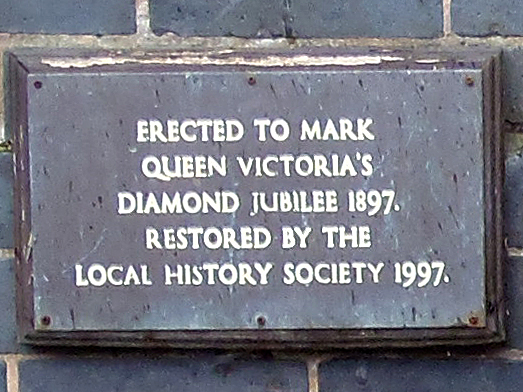 ERECTED TO MARK
QUEEN VICTORIA'S
DIAMOND JUBILEE 1897.
RESTORED BY THE
LOCAL HISTORY SOCIETY 1997.